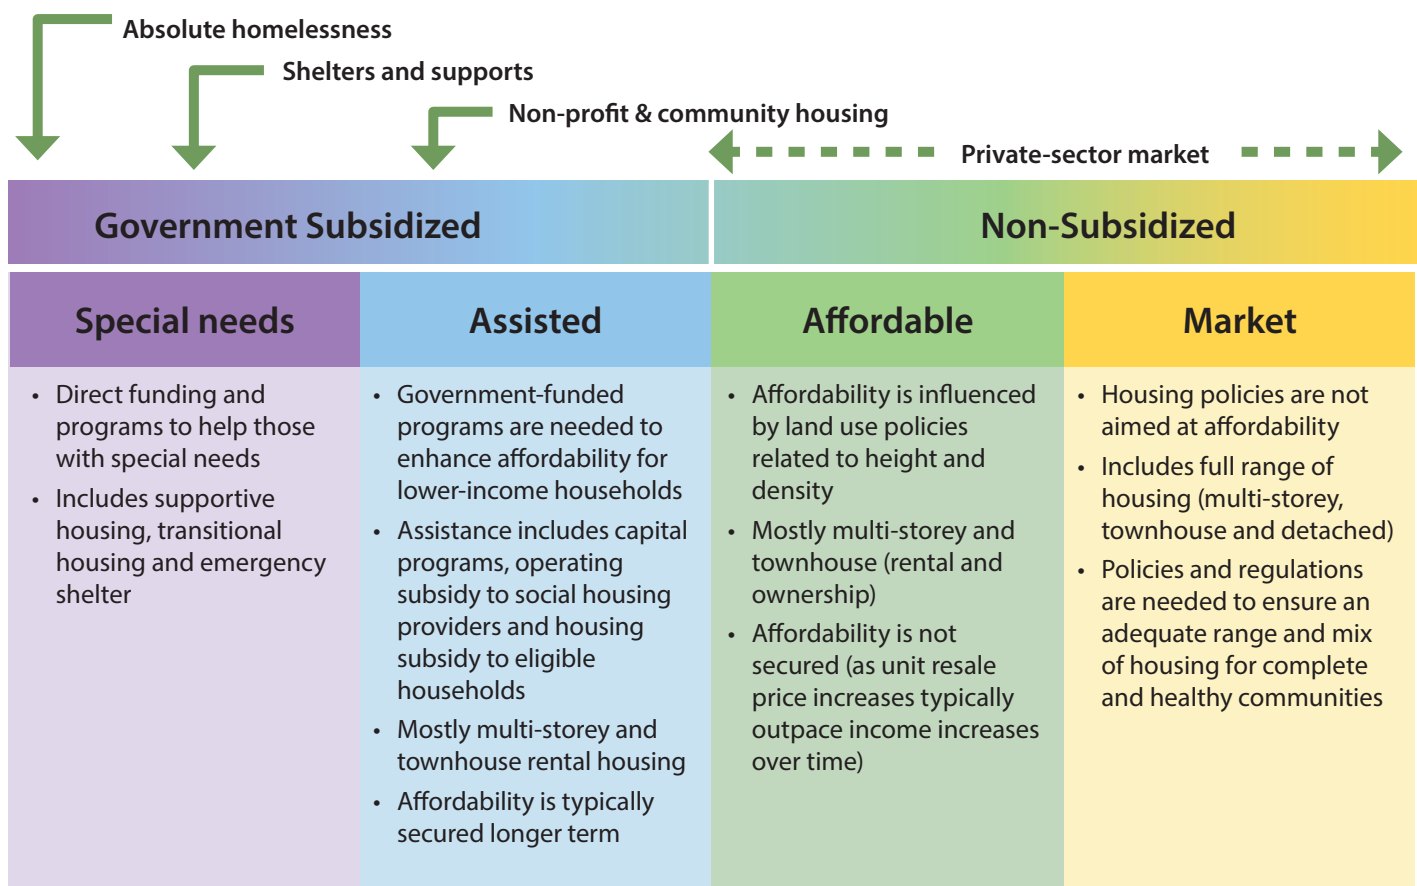 Absolute homelessness
Shelters and supports
Non-profit & community housing
Private-sector market
Government Subsidized
Non-Subsidized
Special needs
• Direct funding and
programs to help those
with special needs
• Includes supportive
housing, transitional
housing and emergency
shelter
Assisted
• Government-funded
programs are needed to
enhance affordability for
lower-income households
• Assistance includes capital
programs, operating
subsidy to social housing
providers and housing
subsidy to eligible
households
• Mostly multi-storey and
townhouse rental housing
• Affordability is typically
secured longer term
Affordable
• Affordability is influenced
by land use policies
related to height and
density
• Mostly multi-storey and
townhouse (rental and
ownership)
• Affordability is not
secured (as unit resale
price increases typically
outpace income increases
over time)
Market
• Housing policies are not
aimed at affordability
• Includes full range of
housing (multi-storey,
townhouse and detached)
• Policies and regulations
are needed to ensure an
adequate range and mix
of housing for complete
and healthy communities